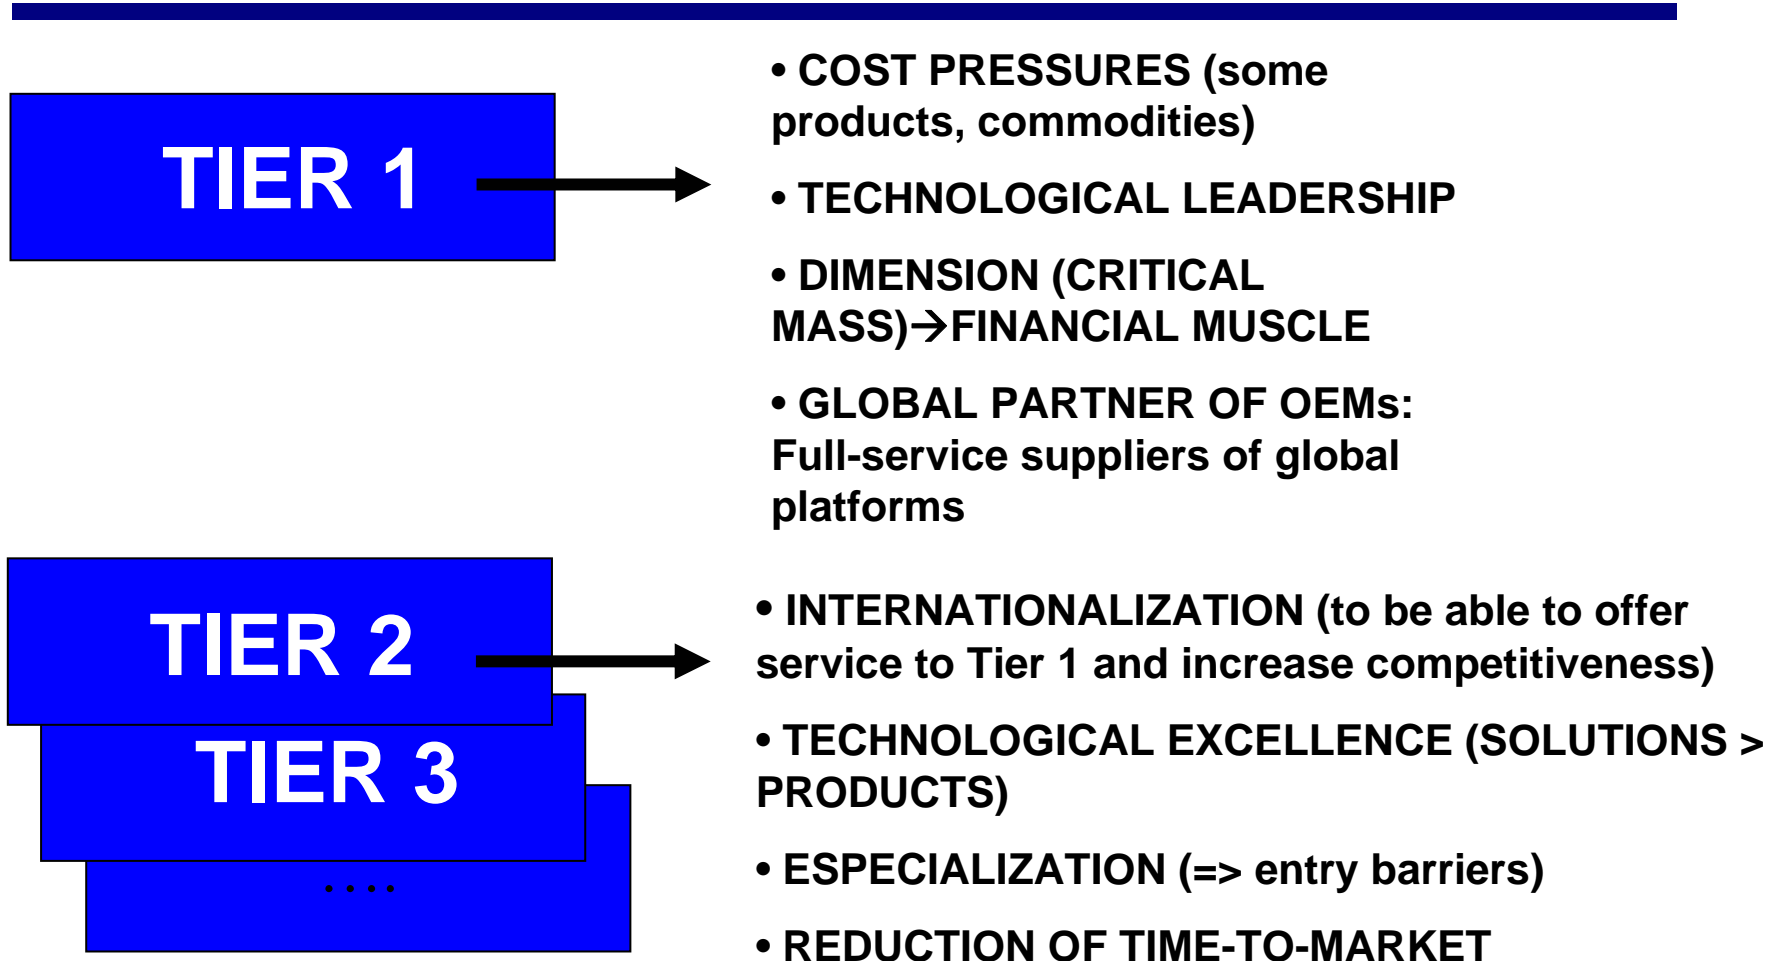 TIER 1
• COST PRESSURES (some
products, commodities)
• TECHNOLOGICAL LEADERSHIP
• DIMENSION (CRITICAL
MASS)→FINANCIAL MUSCLE
• GLOBAL PARTNER OF OEMs:
Full-service suppliers of global
platforms
TIER 2
TIER 3
. . . .
• INTERNATIONALIZATION (to be able to offer
service to Tier 1 and increase competitiveness)
• TECHNOLOGICAL EXCELLENCE (SOLUTIONS >
PRODUCTS)
• ESPECIALIZATION (=> entry barriers)
• REDUCTION OF TIME-TO-MARKET